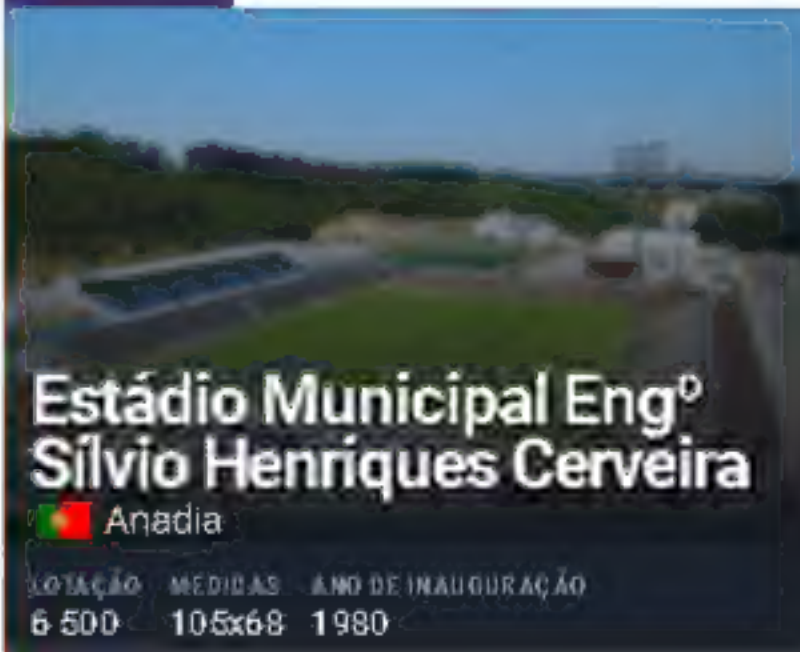 Estádio Municipal Engº
Sílvio Henriques Cerveira
Anadia
LOTAÇÃO MEDIDAS ANO DE INAUGURAÇÃO
6 500 105x68 1980